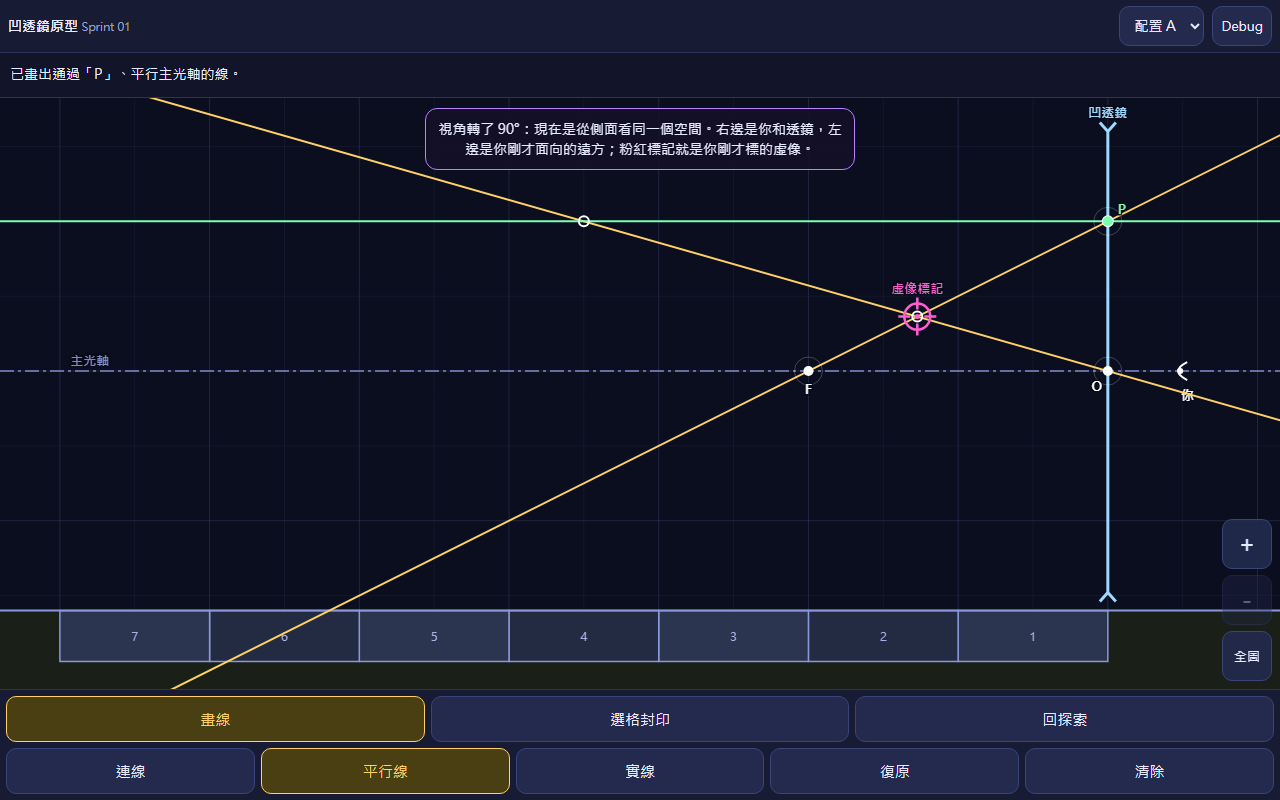 凹透鏡原型 Sprint 01
配置 A
Debug
已畫出通過「P」、平行主光軸的線。
凹透鏡
視角轉了 90°：現在是從側面看同一個空間。右邊是你和透鏡，左
邊是你剛才面向的遠方；粉紅標記就是你剛才標的虛像。
P
虛像標記
主光軸
F
O
你
+
−
7
6
5
4
3
2
1
全圖
畫線
選格封印
回探索
連線
平行線
實線
復原
清除